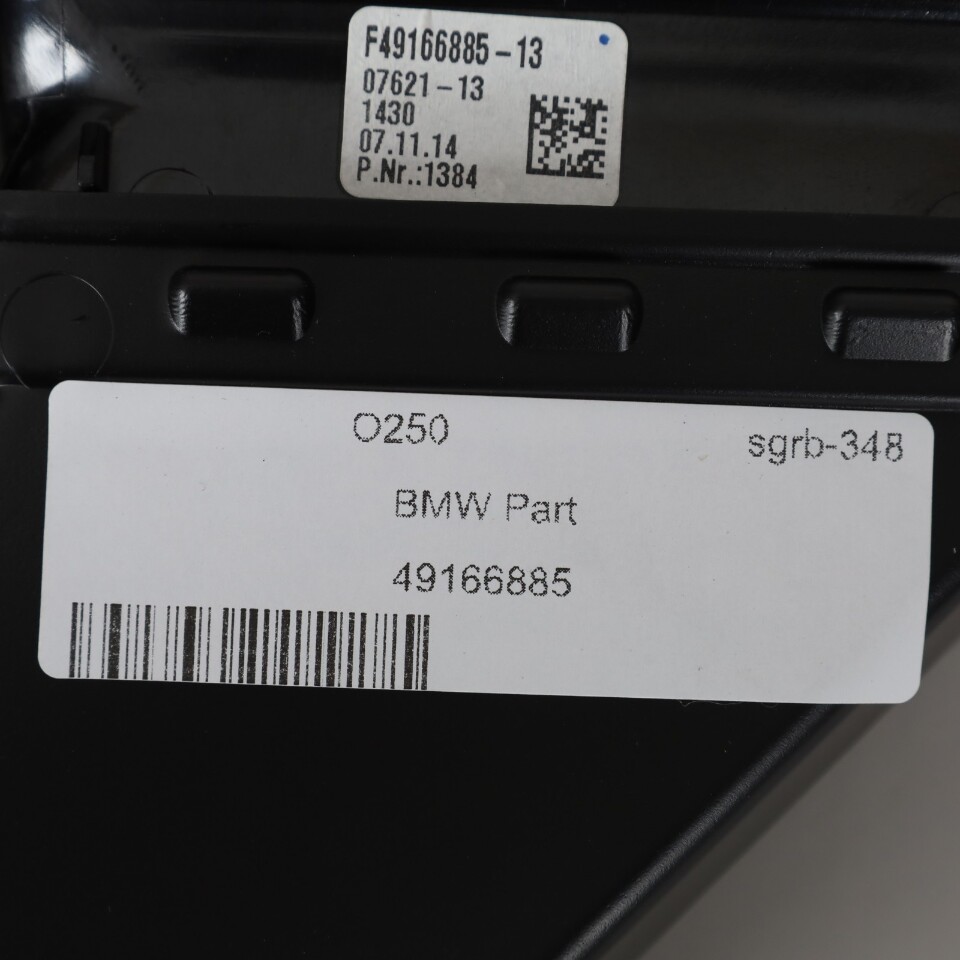 F49166885-13
07621-13
1430
07.11.14
P.Nr.:1384
O250
sgrb-348
BMW Part
49166885